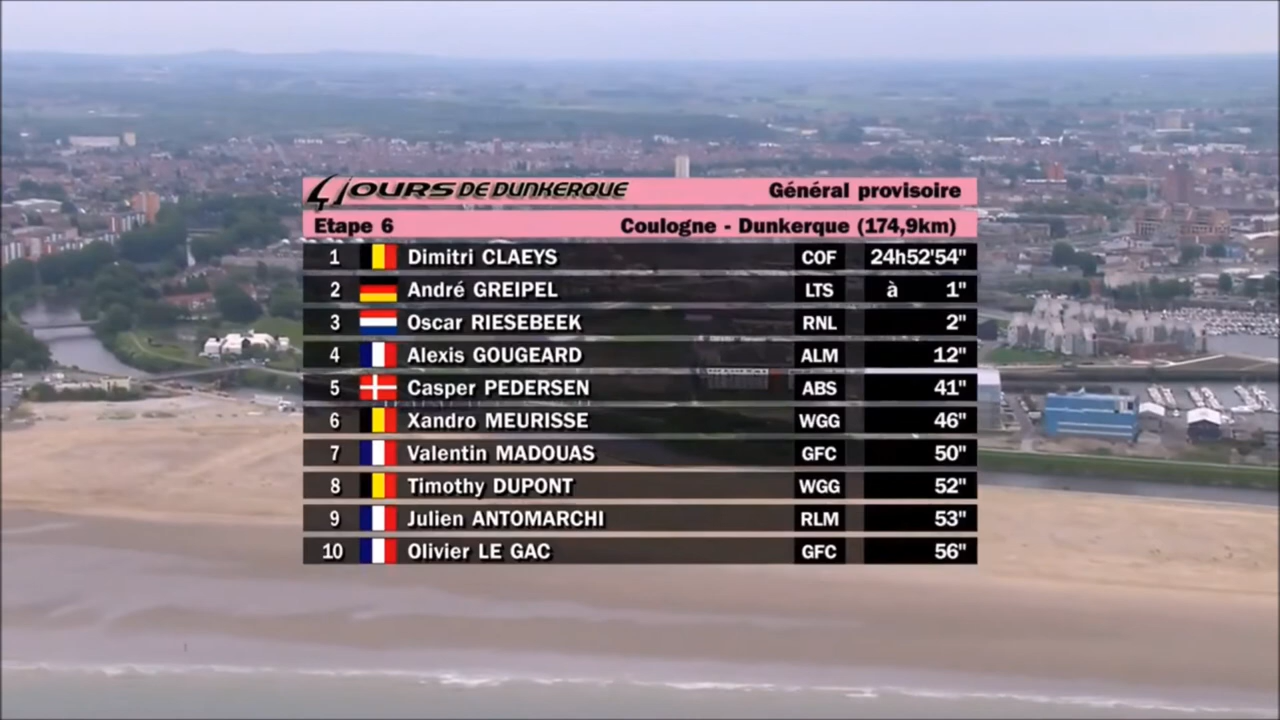 4 JOURS DE DUNKERQUE Général provisoire
Etape 6 Coulogne - Dunkerque (174,9km)
1 Dimitri CLAEYS COF 24h52'54"
2 André GREIPEL LTS à 1"
3 Oscar RIESEBEEK RNL 2"
4 Alexis GOUGEARD ALM 12"
5 Casper PEDERSEN ABS 41"
6 Xandro MEURISSE WGG 46"
7 Valentin MADOUAS GFC 50"
8 Timothy DUPONT WGG 52"
9 Julien ANTOMARCHI RLM 53"
10 Olivier LE GAC GFC 56"